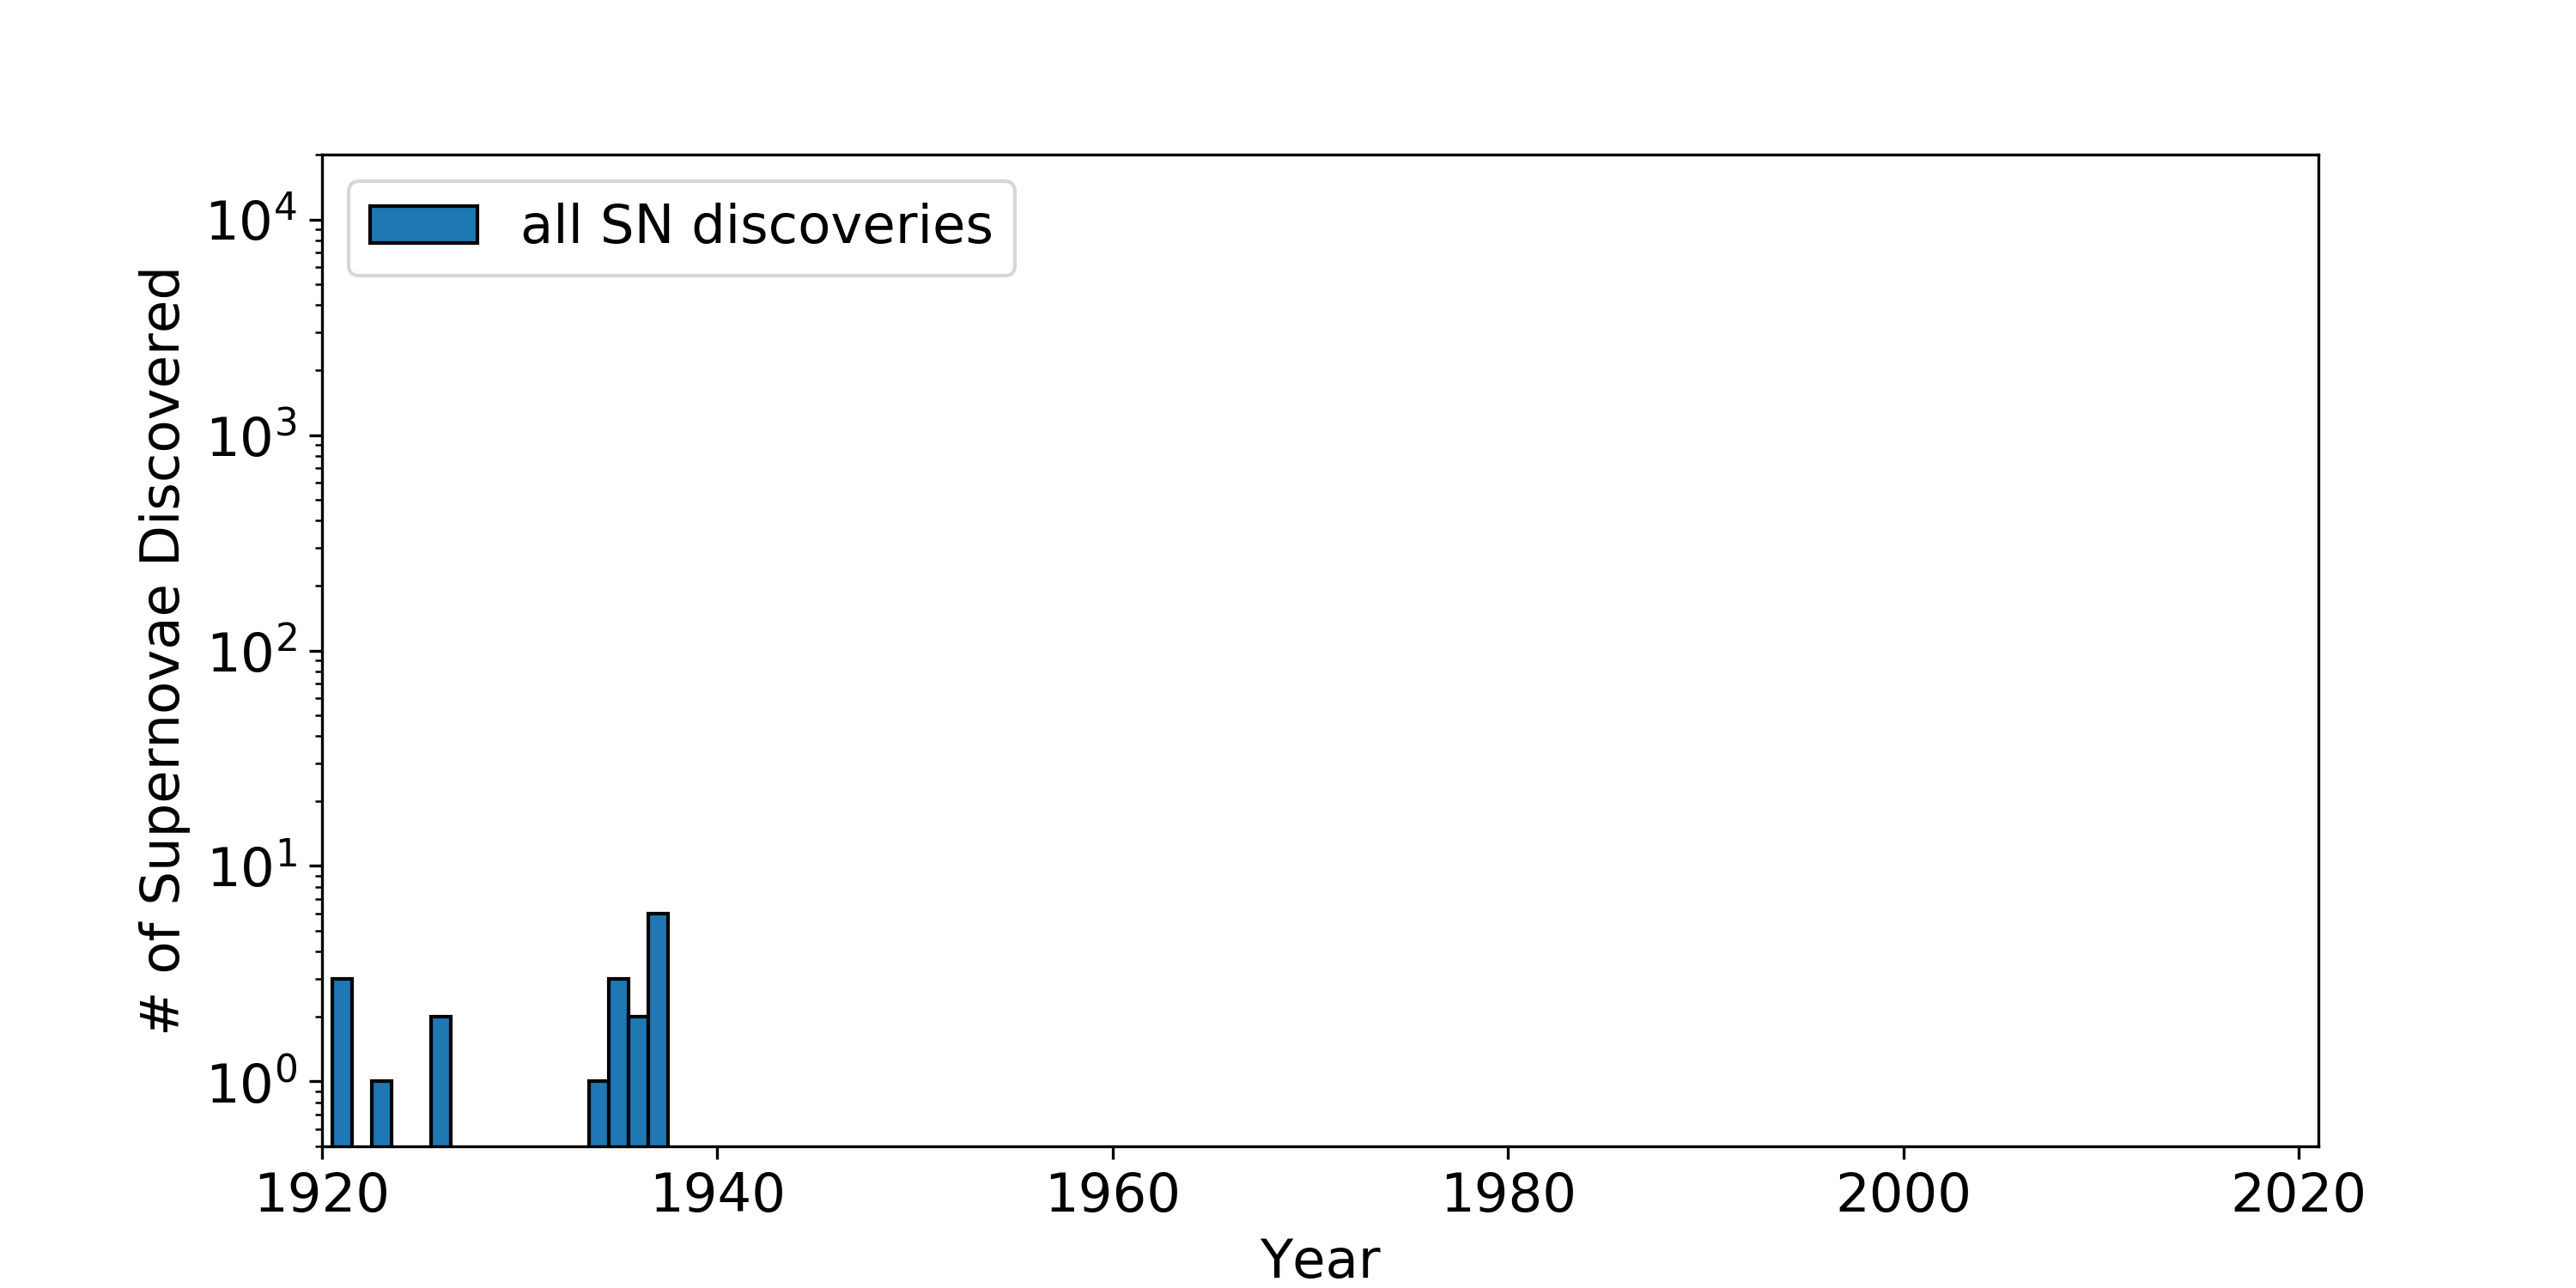 all SN discoveries
# of Supernovae Discovered
10⁴
10³
10²
10¹
10⁰
1920 1940 1960 1980 2000 2020
Year